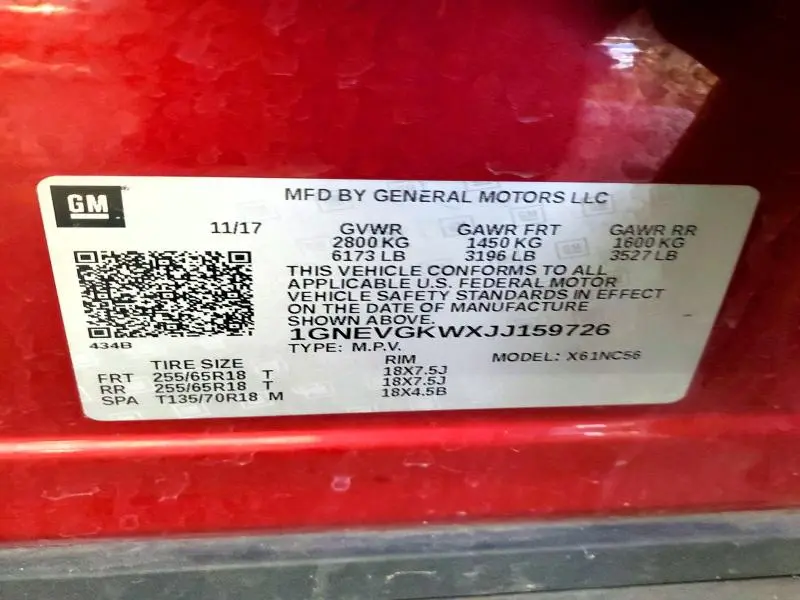 GM
MFD BY GENERAL MOTORS LLC
11/17 GVWR GAWR FRT GAWR RR
2800 KG 1450 KG 1600 KG
6173 LB 3196 LB 3527 LB
THIS VEHICLE CONFORMS TO ALL
APPLICABLE U.S. FEDERAL MOTOR
VEHICLE SAFETY STANDARDS IN EFFECT
ON THE DATE OF MANUFACTURE
SHOWN ABOVE.
1GNEVGKWXJJ159726
434B
TYPE: M.P.V. MODEL: X61NC56
TIRE SIZE RIM
FRT 255/65R18 T 18X7.5J
RR 255/65R18 T 18X7.5J
SPA T135/70R18 M 18X4.5B